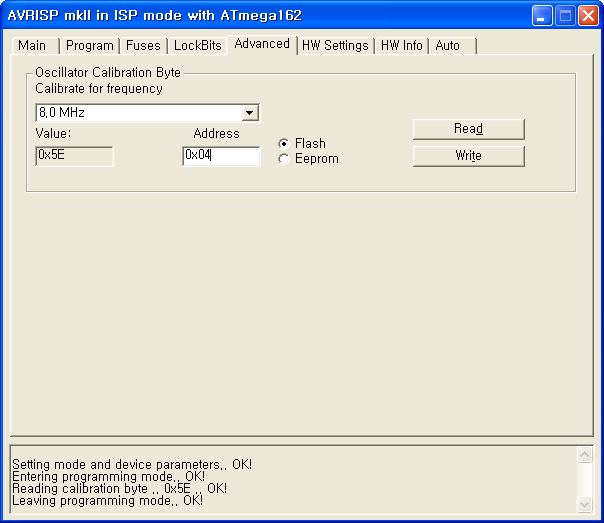 AVRISP mkII in ISP mode with ATmega162
Main Program Fuses LockBits Advanced HW Settings HW Info Auto
Oscillator Calibration Byte
Calibrate for frequency
8,0 MHz
Value: Address
0x5E 0x04
Flash
Eeprom
Read
Write
Setting mode and device parameters.. OK!
Entering programming mode.. OK!
Reading calibration byte .. 0x5E .. OK!
Leaving programming mode.. OK!